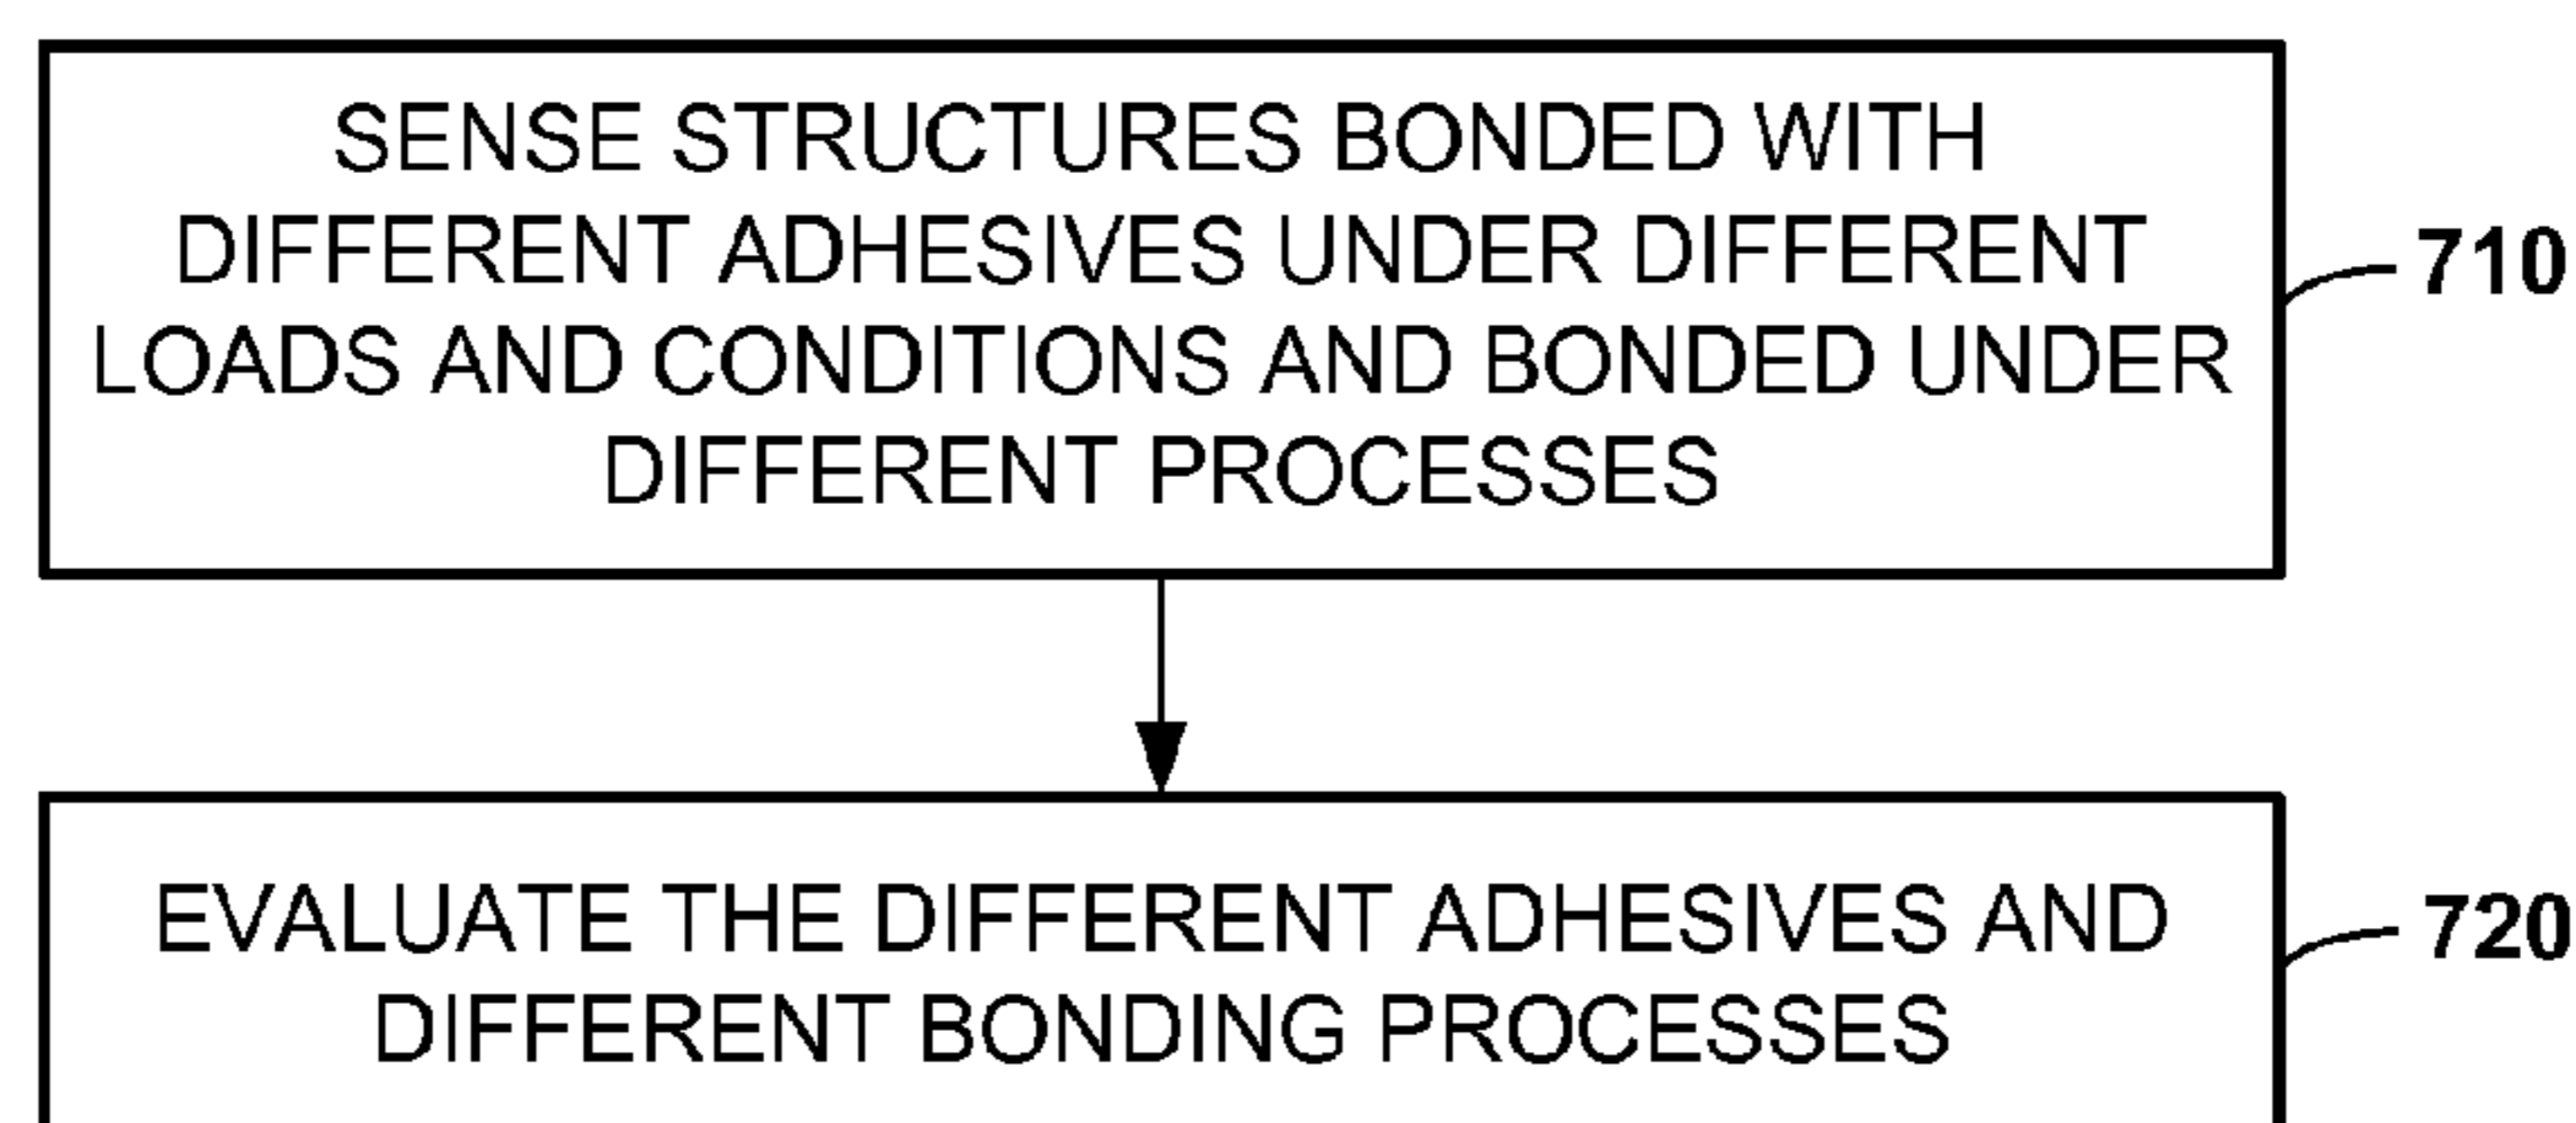 SENSE STRUCTURES BONDED WITH
DIFFERENT ADHESIVES UNDER DIFFERENT
LOADS AND CONDITIONS AND BONDED UNDER
DIFFERENT PROCESSES
710
EVALUATE THE DIFFERENT ADHESIVES AND
DIFFERENT BONDING PROCESSES
720